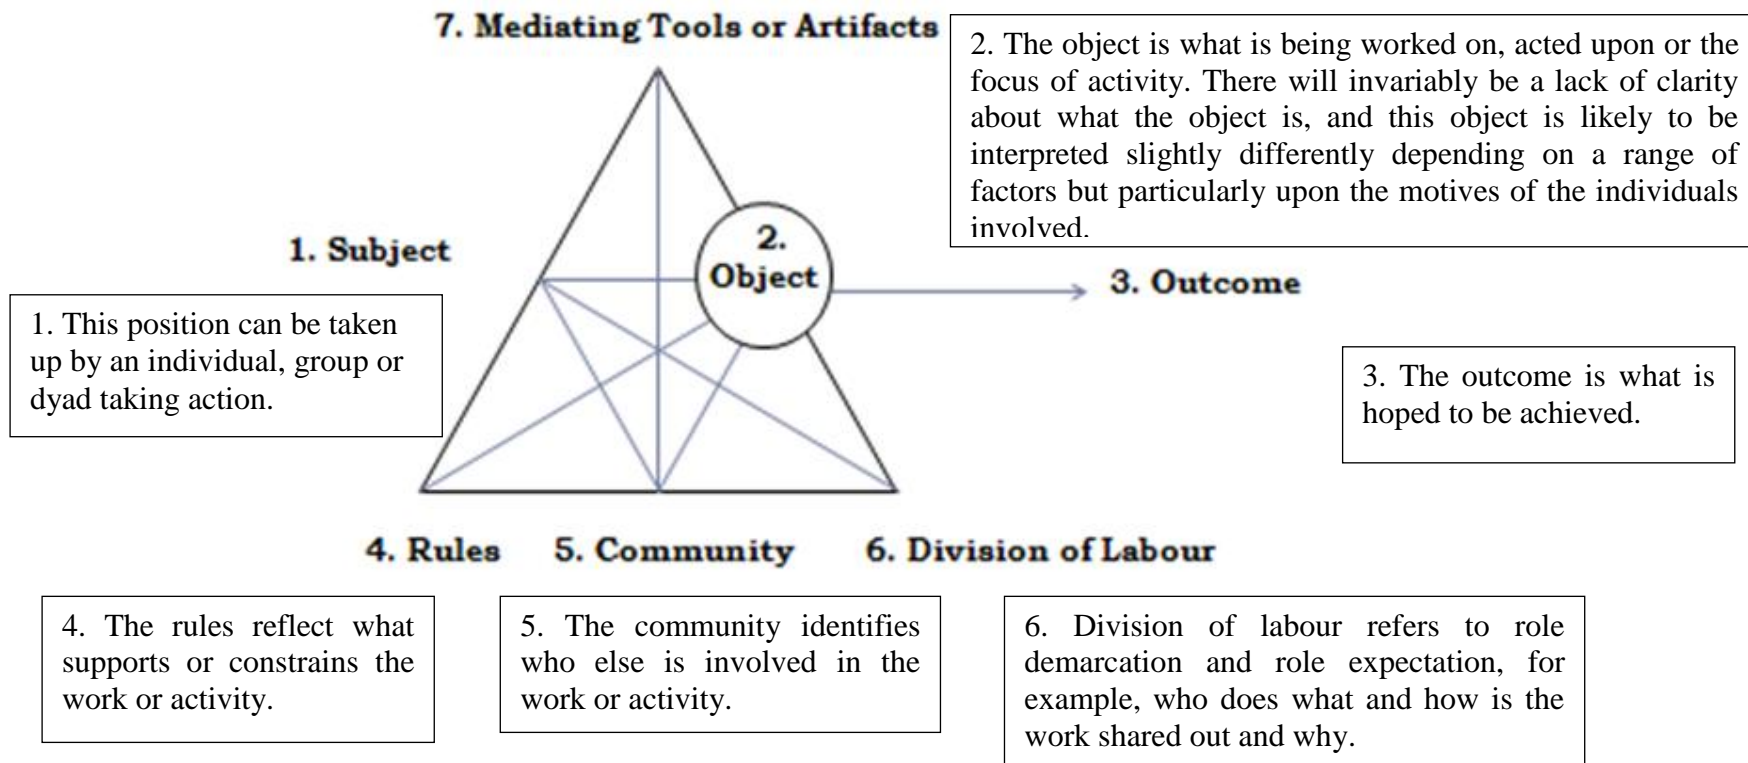 7. Mediating Tools or Artifacts
2. The object is what is being worked on, acted upon or the
focus of activity. There will invariably be a lack of clarity
about what the object is, and this object is likely to be
interpreted slightly differently depending on a range of
factors but particularly upon the motives of the individuals
involved.
1. Subject
2.
Object
3. Outcome
1. This position can be taken
up by an individual, group or
dyad taking action.
3. The outcome is what is
hoped to be achieved.
4. Rules
5. Community
6. Division of Labour
4. The rules reflect what
supports or constrains the
work or activity.
5. The community identifies
who else is involved in the
work or activity.
6. Division of labour refers to role
demarcation and role expectation, for
example, who does what and how is the
work shared out and why.